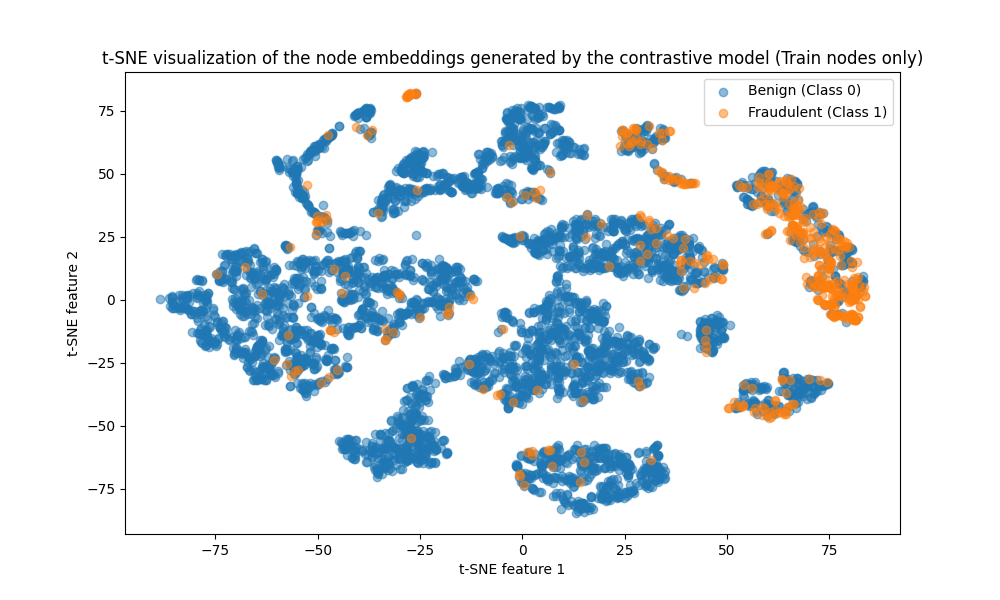 t-SNE visualization of the node embeddings generated by the contrastive model (Train nodes only)
Benign (Class 0)
Fraudulent (Class 1)
75
50
25
0
−25
−50
−75
t-SNE feature 2
−75
−50
−25
0
25
50
75
t-SNE feature 1